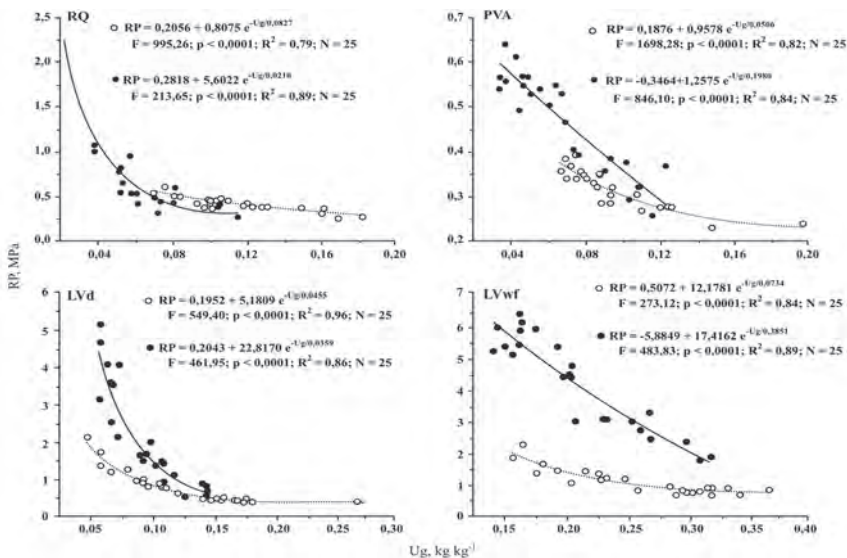 RQ
○ RP = 0,2056 + 0,8075 e^-Ug/0,0827
F = 995,26; p < 0,0001; R² = 0,79; N = 25
● RP = 0,2818 + 5,6022 e^-Ug/0,0210
F = 213,65; p < 0,0001; R² = 0,89; N = 25
2,5
2,0
1,5
1,0
0,5
0,0
0,04
0,08
0,12
0,16
0,20
PVA
RP = 0,1876 + 0,9578 e^-Ug/0,0506
○ F = 1698,28; p < 0,0001; R² = 0,82; N = 25
● RP = -0,3464+1,2575 e^-Ug/0,1980
F = 846,10; p < 0,0001; R² = 0,84; N = 25
0,7
0,6
0,5
0,4
0,3
0,2
0,04
0,08
0,12
0,16
0,20
RP, MPa
LVd
○ RP = 0,1952 + 5,1809 e^-Ug/0,0455
F = 549,40; p < 0,0001; R² = 0,96; N = 25
● RP = 0,2043 + 22,8170 e^-Ug/0,0359
F = 461,95; p < 0,0001; R² = 0,86; N = 25
6
5
4
3
2
1
0
0,05
0,10
0,15
0,20
0,25
0,30
LVwf
○ RP = 0,5072 + 12,1781 e^-Ug/0,0734
F = 273,12; p < 0,0001; R² = 0,84; N = 25
● RP = -5,8849 + 17,4162 e^-Ug/0,3851
F = 483,83; p < 0,0001; R² = 0,89; N = 25
7
6
5
4
3
2
1
0
0,15
0,20
0,25
0,30
0,35
Ug, kg kg⁻¹